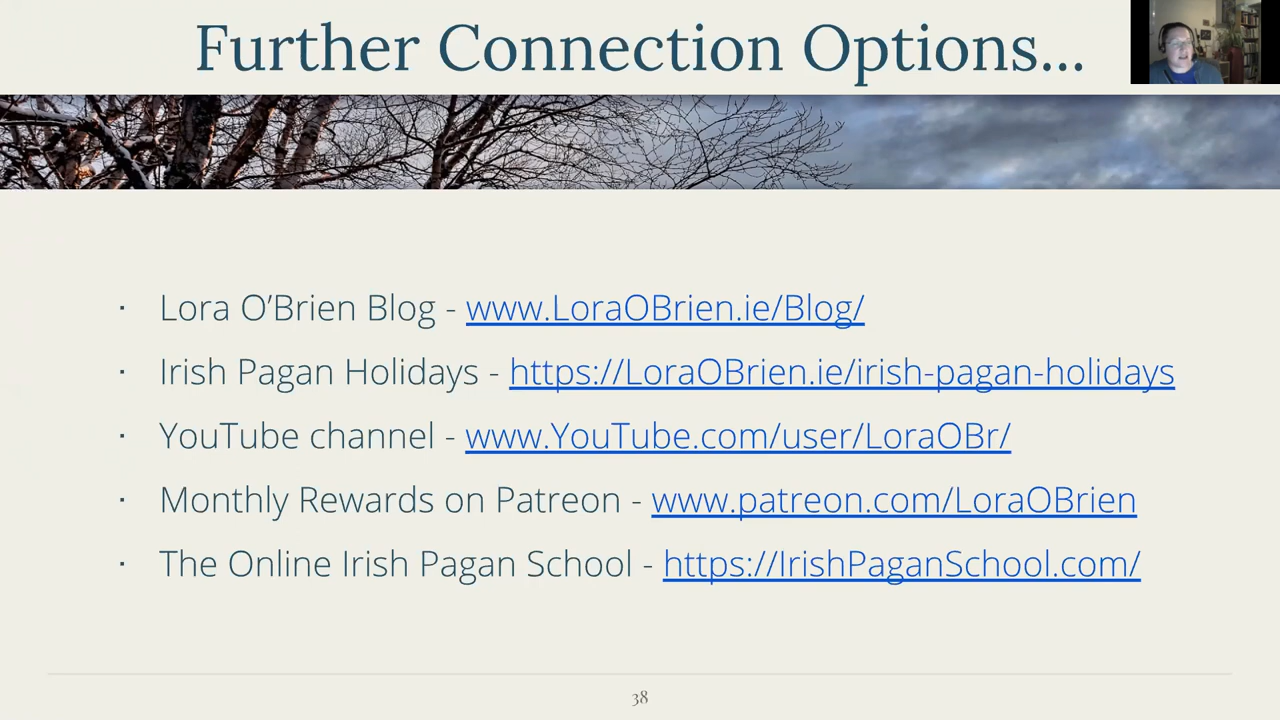 Further Connection Options...
· Lora O’Brien Blog - www.LoraOBrien.ie/Blog/
· Irish Pagan Holidays - https://LoraOBrien.ie/irish-pagan-holidays
· YouTube channel - www.YouTube.com/user/LoraOBr/
· Monthly Rewards on Patreon - www.patreon.com/LoraOBrien
· The Online Irish Pagan School - https://IrishPaganSchool.com/
38